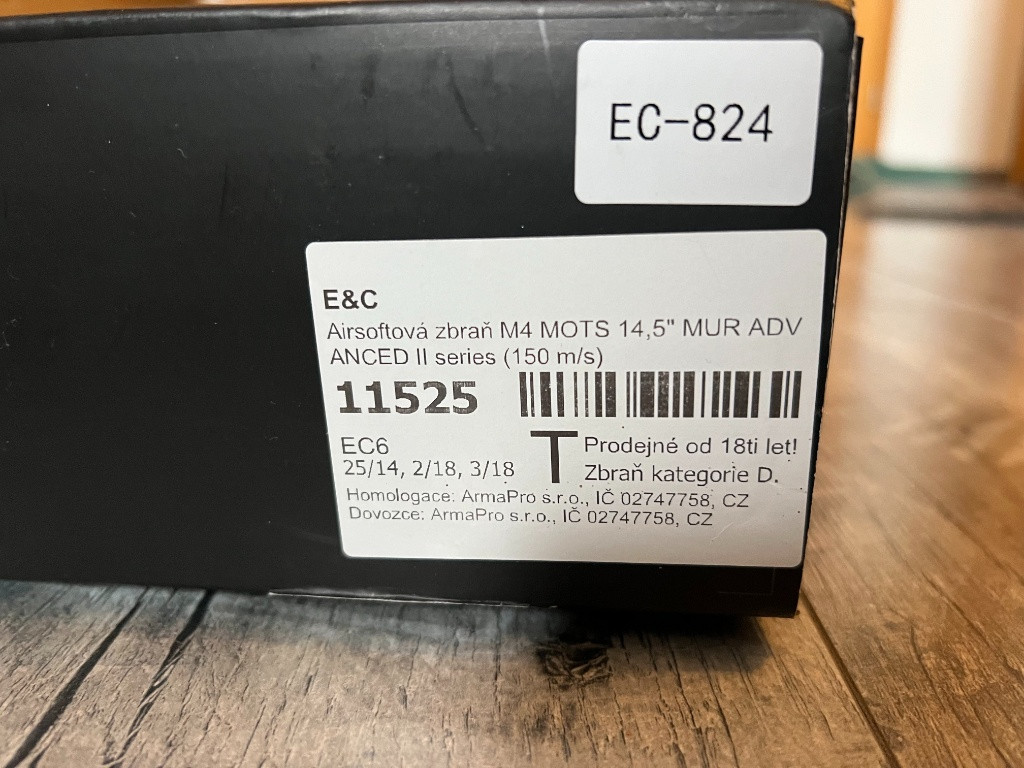 EC-824
E&C
Airsoftová zbraň M4 MOTS 14,5" MUR ADV
ANCED II series (150 m/s)
11525
EC6
25/14, 2/18, 3/18
T
Prodejné od 18ti let!
Zbraň kategorie D.
Homologace: ArmaPro s.r.o., IČ 02747758, CZ
Dovozce: ArmaPro s.r.o., IČ 02747758, CZ